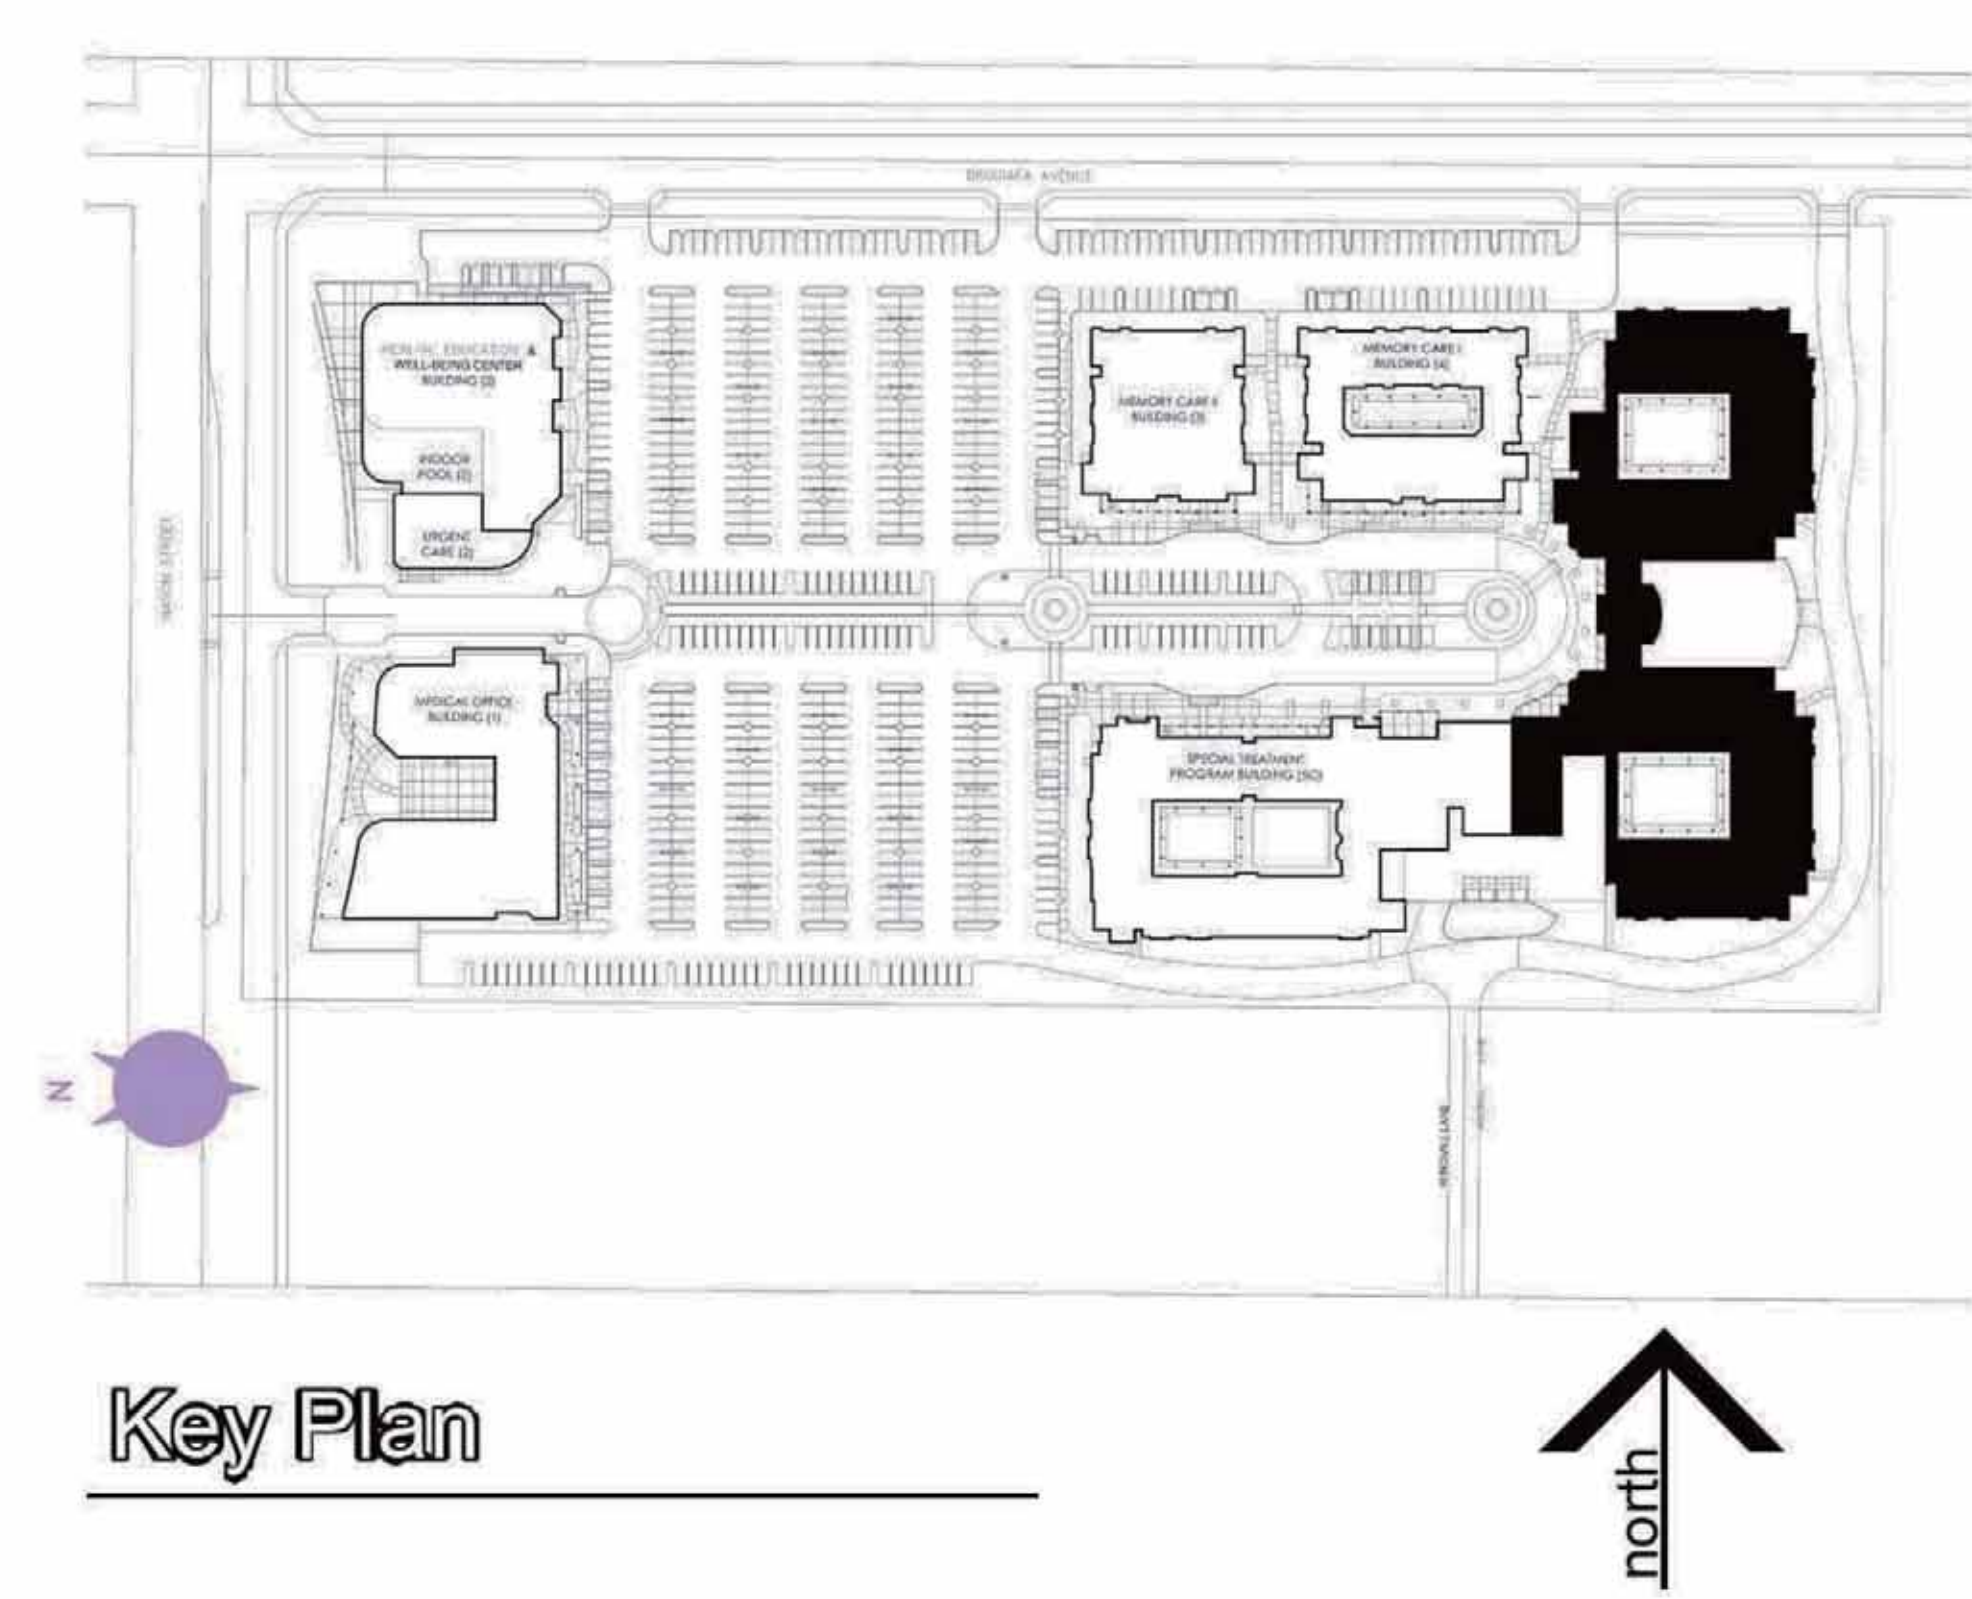 AVENUE
& 
WELL-BEING CENTER
BUILDING (2)
INDOOR
POOL (2)
URGENT
CARE (2)
MEMORY CARE II
BUILDING (3)
MEMORY CARE I
BUILDING (4)
MEDICAL OFFICE
BUILDING (1)
SPECIAL TREATMENT
PROGRAM BUILDING (5C)
N
Key Plan
north